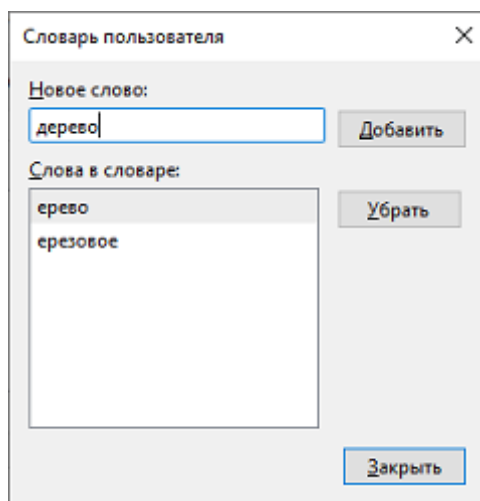 Словарь пользователя
Новое слово:
дерево
Добавить
Слова в словаре:
ерево
Убрать
ерезовое
Закрыть